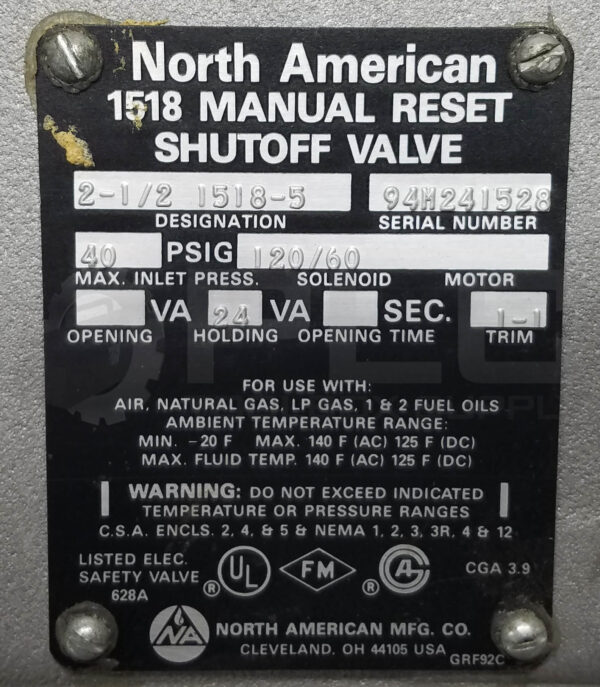 North American
1518 MANUAL RESET
SHUTOFF VALVE
2-1/2 1518-5 94M241528
DESIGNATION SERIAL NUMBER
40 PSIG 120/60
MAX. INLET PRESS. SOLENOID MOTOR
VA 24 VA SEC. 1-1
OPENING HOLDING OPENING TIME TRIM
FOR USE WITH:
AIR, NATURAL GAS, LP GAS, 1 & 2 FUEL OILS
AMBIENT TEMPERATURE RANGE:
MIN. -20 F MAX. 140 F (AC) 125 F (DC)
MAX. FLUID TEMP. 140 F (AC) 125 F (DC)
WARNING: DO NOT EXCEED INDICATED
TEMPERATURE OR PRESSURE RANGES
C.S.A. ENCLS. 2, 4, & 5 & NEMA 1, 2, 3, 3R, 4 & 12
LISTED ELEC.
SAFETY VALVE
628A
® UL FM ® CGA 3.9
NA NORTH AMERICAN MFG. CO.
CLEVELAND, OH 44105 USA
GRF92C